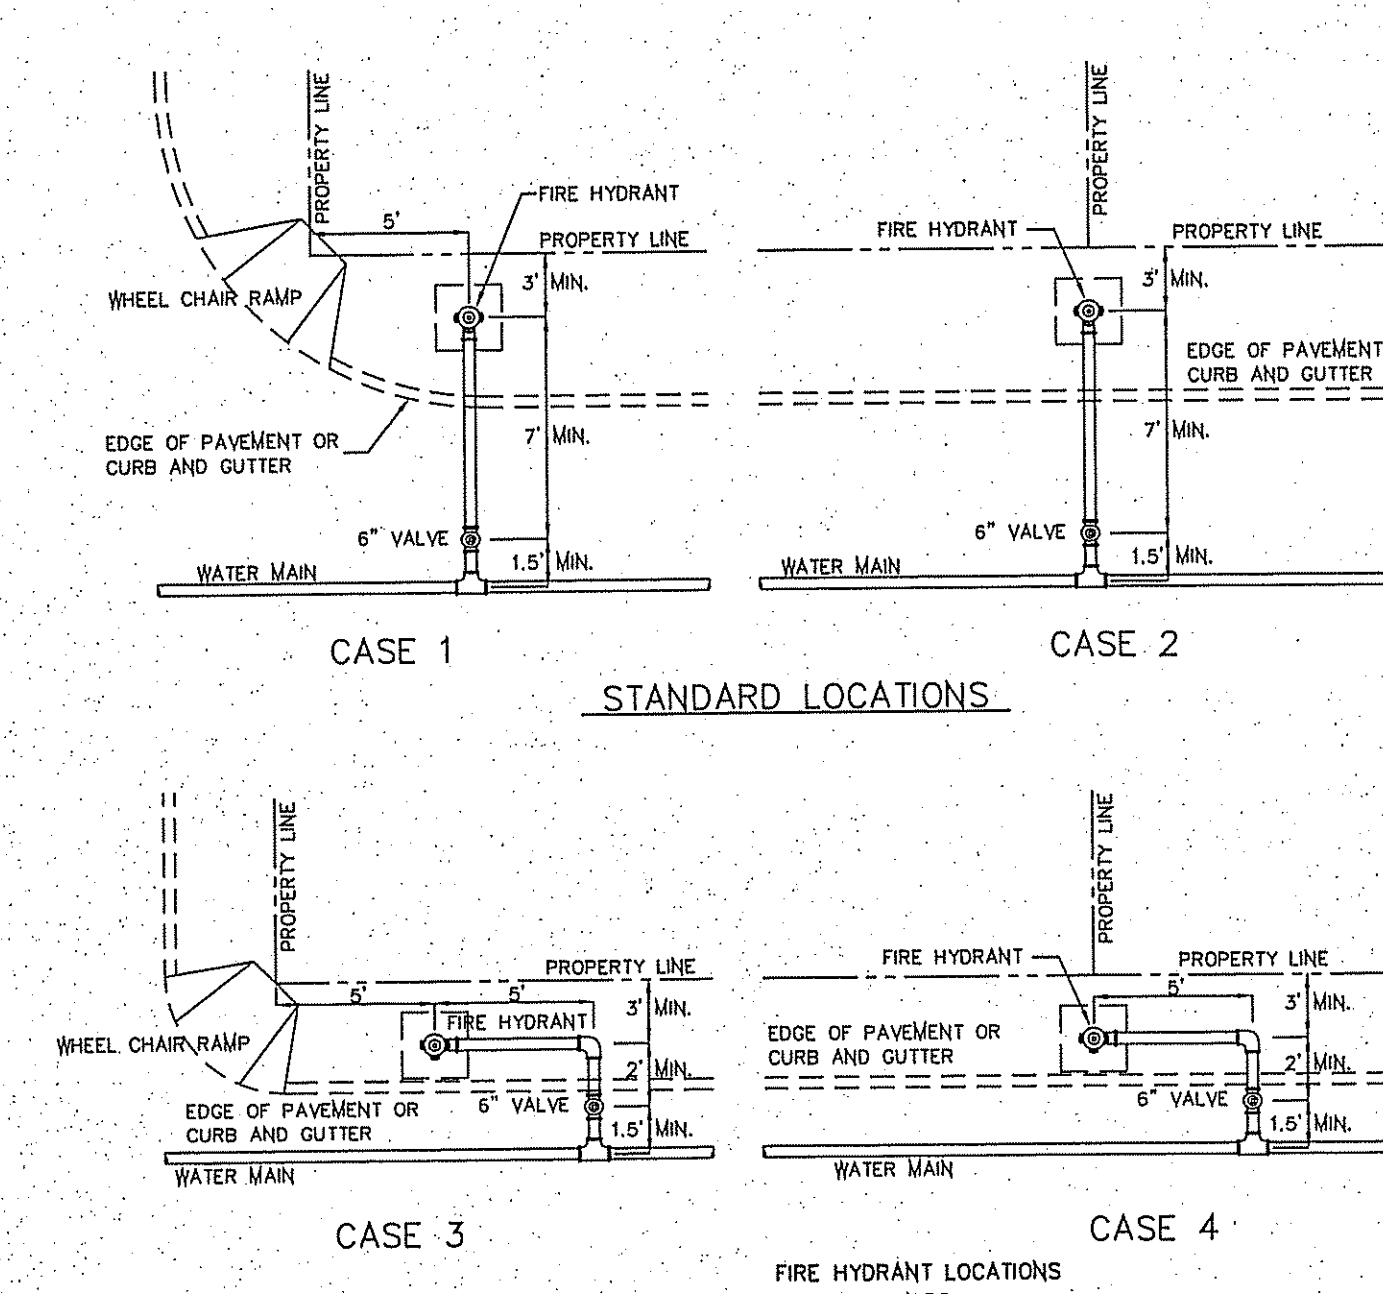 PROPERTY LINE
FIRE HYDRANT
5'
PROPERTY LINE
3' MIN.
WHEEL CHAIR RAMP
EDGE OF PAVEMENT OR
CURB AND GUTTER
7' MIN.
6" VALVE
1.5' MIN.
WATER MAIN
CASE 1
PROPERTY LINE
FIRE HYDRANT
PROPERTY LINE
3' MIN.
EDGE OF PAVEMENT
CURB AND GUTTER
7' MIN.
6" VALVE
1.5' MIN.
WATER MAIN
CASE 2
STANDARD LOCATIONS
PROPERTY LINE
PROPERTY LINE
5'
5'
3' MIN.
FIRE HYDRANT
WHEEL CHAIR RAMP
2' MIN.
6" VALVE
EDGE OF PAVEMENT OR
CURB AND GUTTER
1.5' MIN.
WATER MAIN
CASE 3
PROPERTY LINE
FIRE HYDRANT
PROPERTY LINE
5'
3' MIN.
EDGE OF PAVEMENT OR
CURB AND GUTTER
2' MIN.
6" VALVE
1.5' MIN.
WATER MAIN
CASE 4
FIRE HYDRANT LOCATIONS